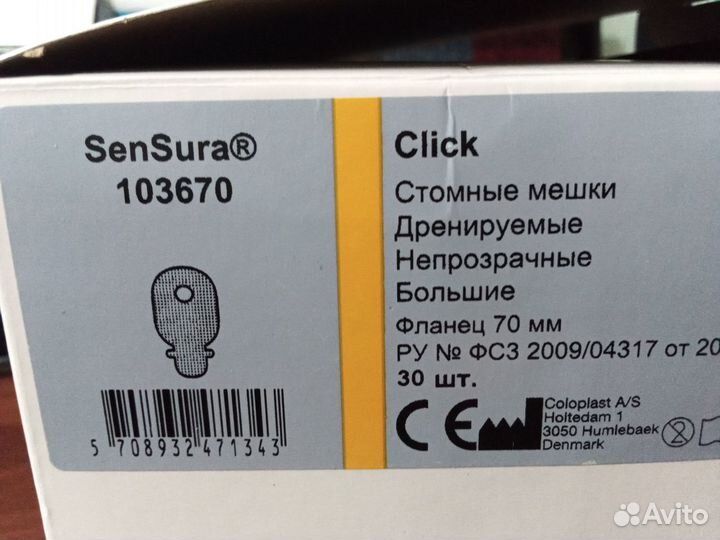 SenSura®
103670
5 708932 471343
Click
Стомные мешки
Дренируемые
Непрозрачные
Большие
Фланец 70 мм
РУ № ФСЗ 2009/04317 от 20
30 шт.
CE
Coloplast A/S
Holtedam 1
3050 Humlebaek
Denmark
2
Avito